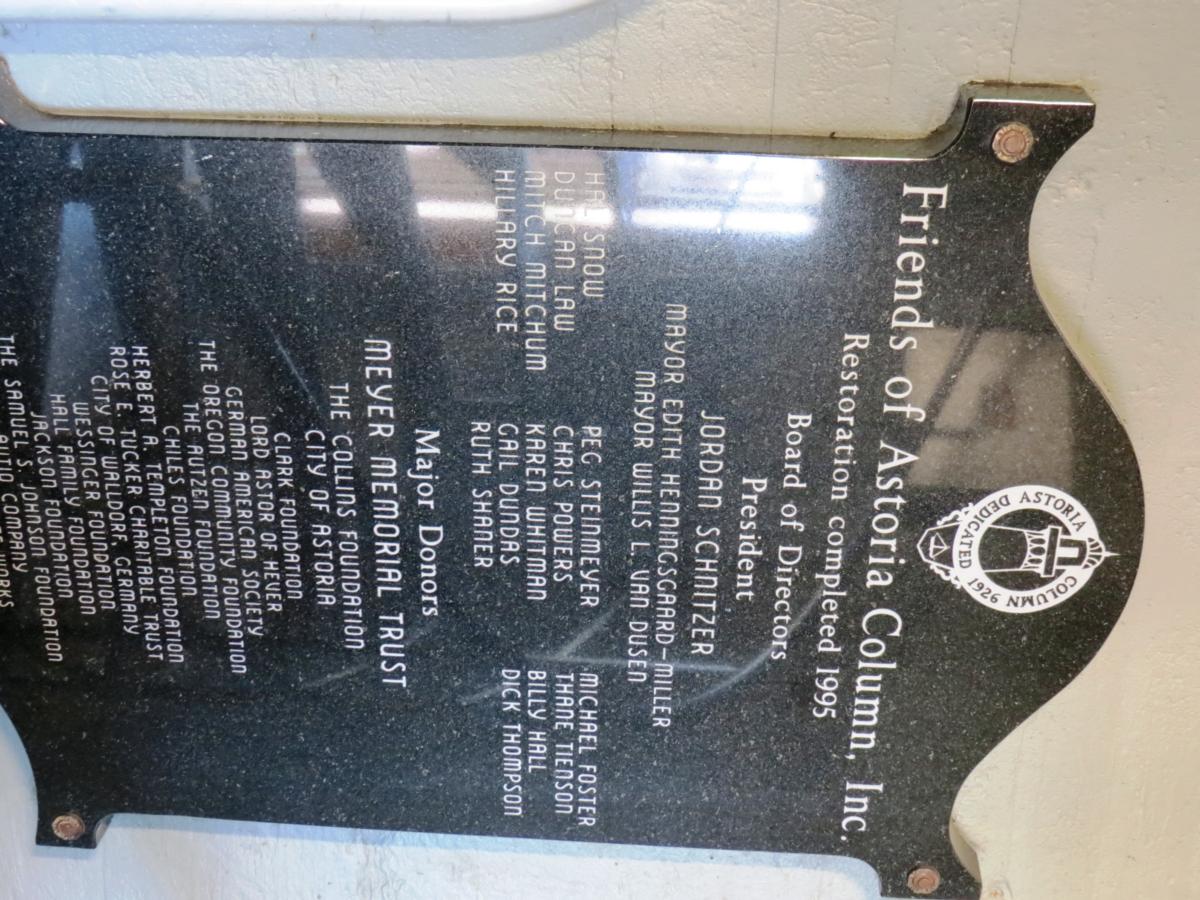 ASTORIA COLUMN
DEDICATED 1926
Friends of Astoria Column, Inc.
Restoration completed 1995
Board of Directors
President
JORDAN SCHNITZER
MAYOR EDITH HENNINGSGAARD-MILLER
MAYOR WILLIS L. VAN DUSEN
SNOW
DUNCAN LAW
MITCH MITCHUM
HILLARY RICE
PEG STEINMEYER
CHRIS POWERS
KAREN WHITMAN
GAIL DUNDAS
RUTH SHANER
MICHAEL FOSTER
THANE TIENSON
BILLY HALL
DICK THOMPSON
Major Donors
MEYER MEMORIAL TRUST
THE COLLINS FOUNDATION
CITY OF ASTORIA
CLARK FOUNDATION
LORD ASTOR OF HEVER
GERMAN AMERICAN SOCIETY
THE OREGON COMMUNITY FOUNDATION
THE AUTZEN FOUNDATION
CHILES FOUNDATION
HERBERT A. TEMPLETON FOUNDATION
ROSE E. TUCKER CHARITABLE TRUST
CITY OF WALLDORF, GERMANY
WESSINGER FOUNDATION
HALL FAMILY FOUNDATION
JACKSON FOUNDATION
THE SAMUEL S. JOHNSON FOUNDATION
AUTIO COMPANY
WORKS